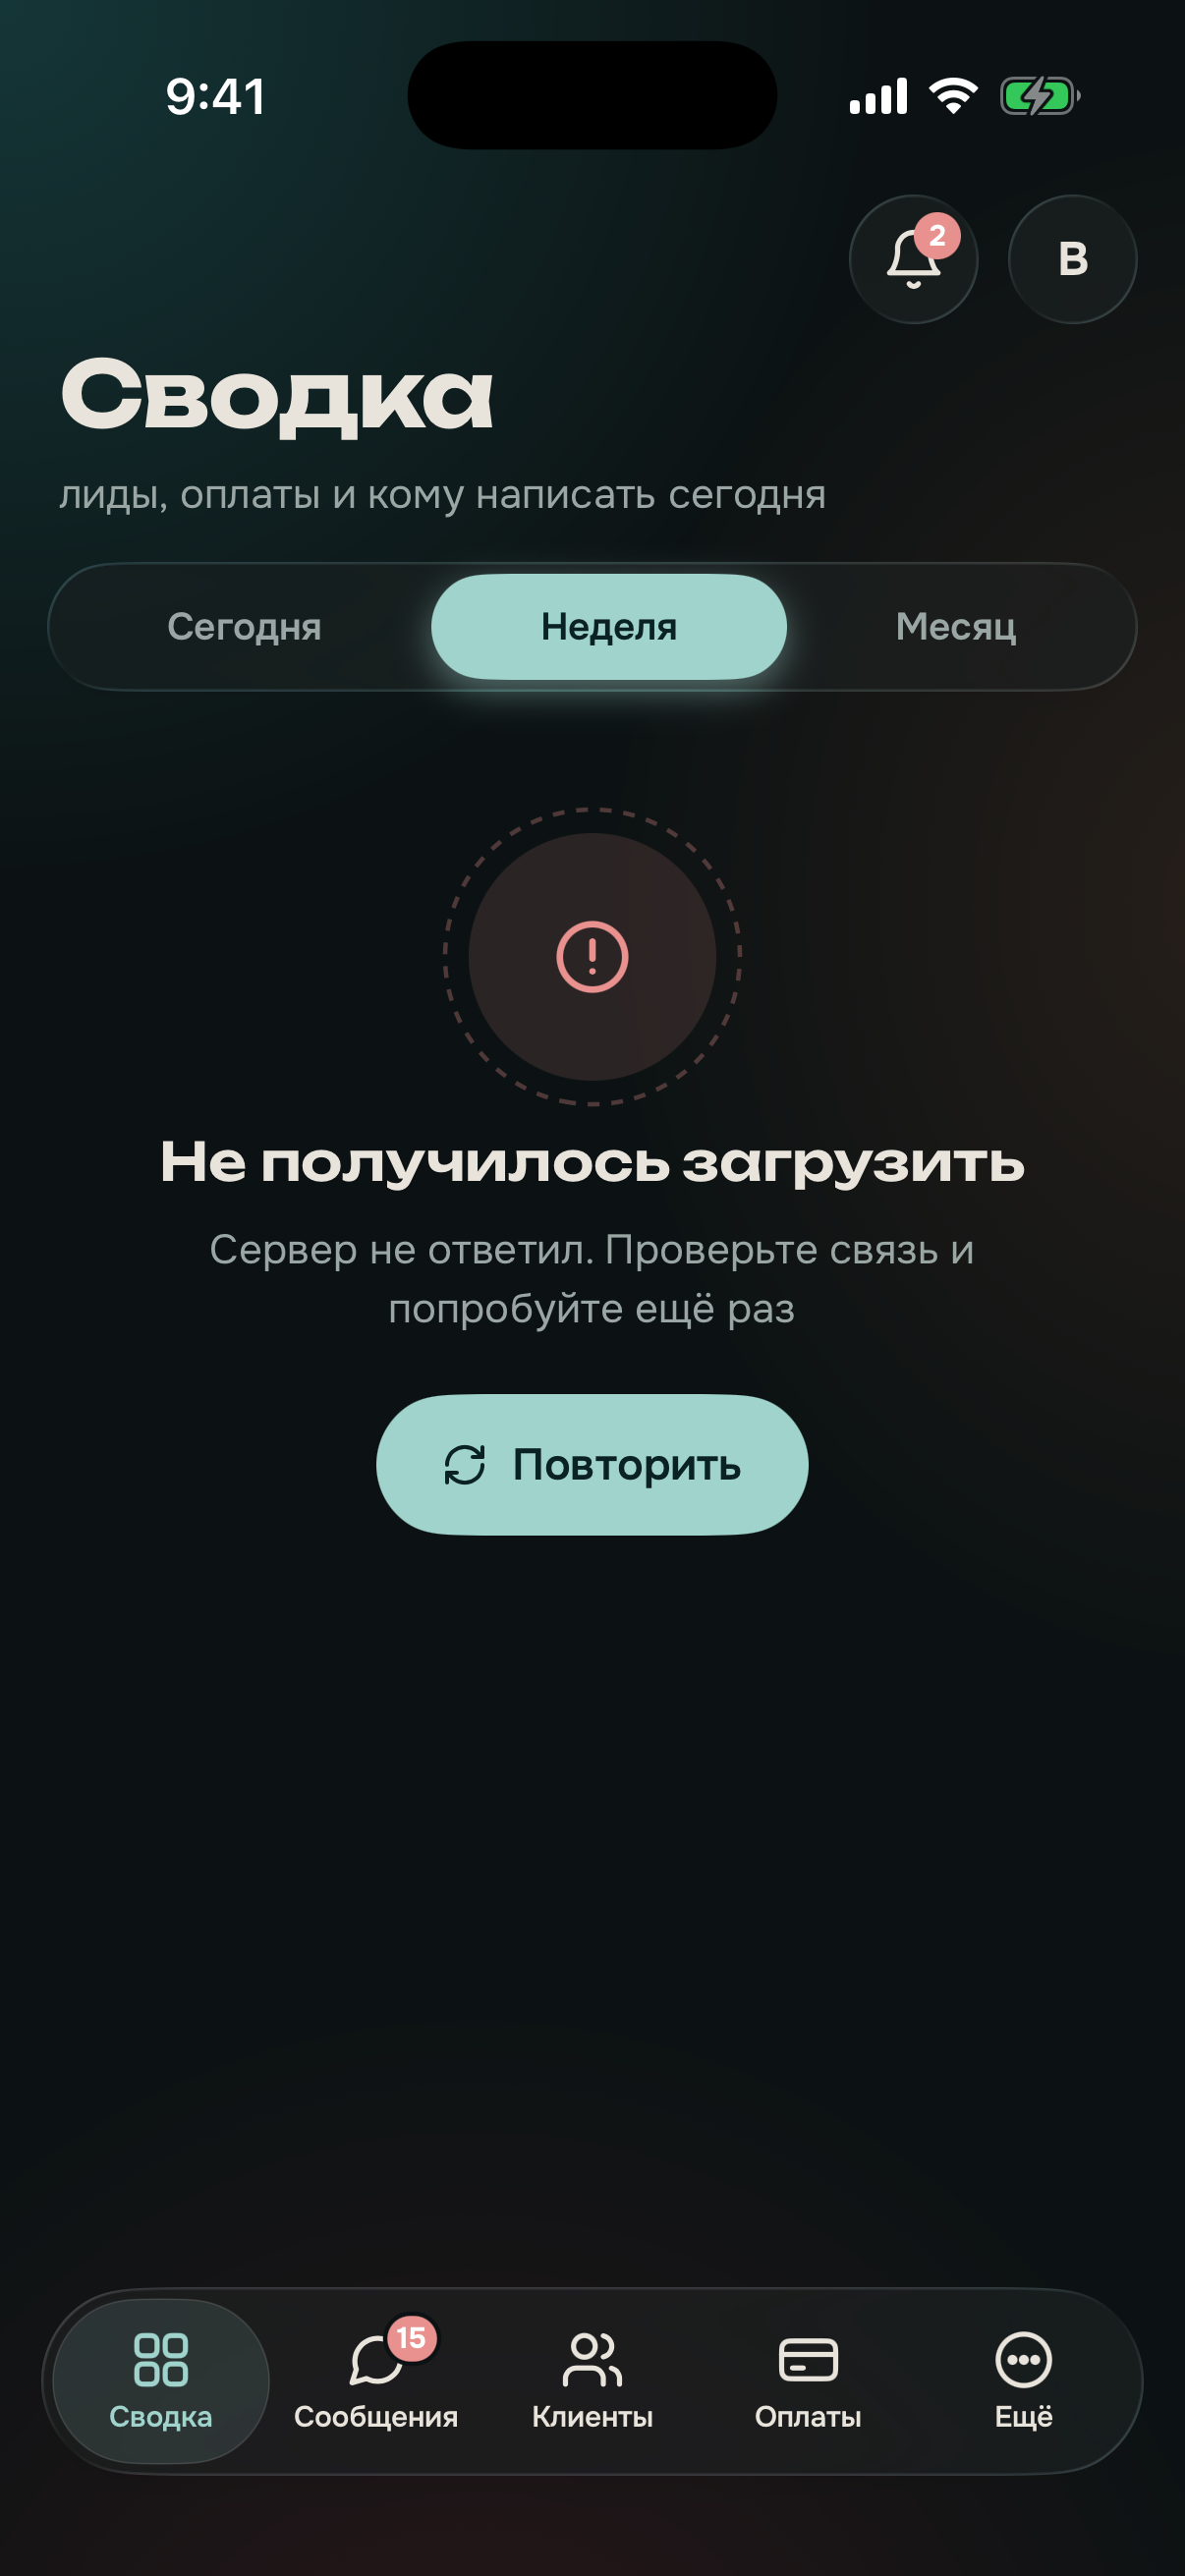 9:41
2
В
Сводка
лиды, оплаты и кому написать сегодня
Сегодня
Неделя
Месяц
Не получилось загрузить
Сервер не ответил. Проверьте связь и
попробуйте ещё раз
Повторить
15
Сводка
Сообщения
Клиенты
Оплаты
Ещё